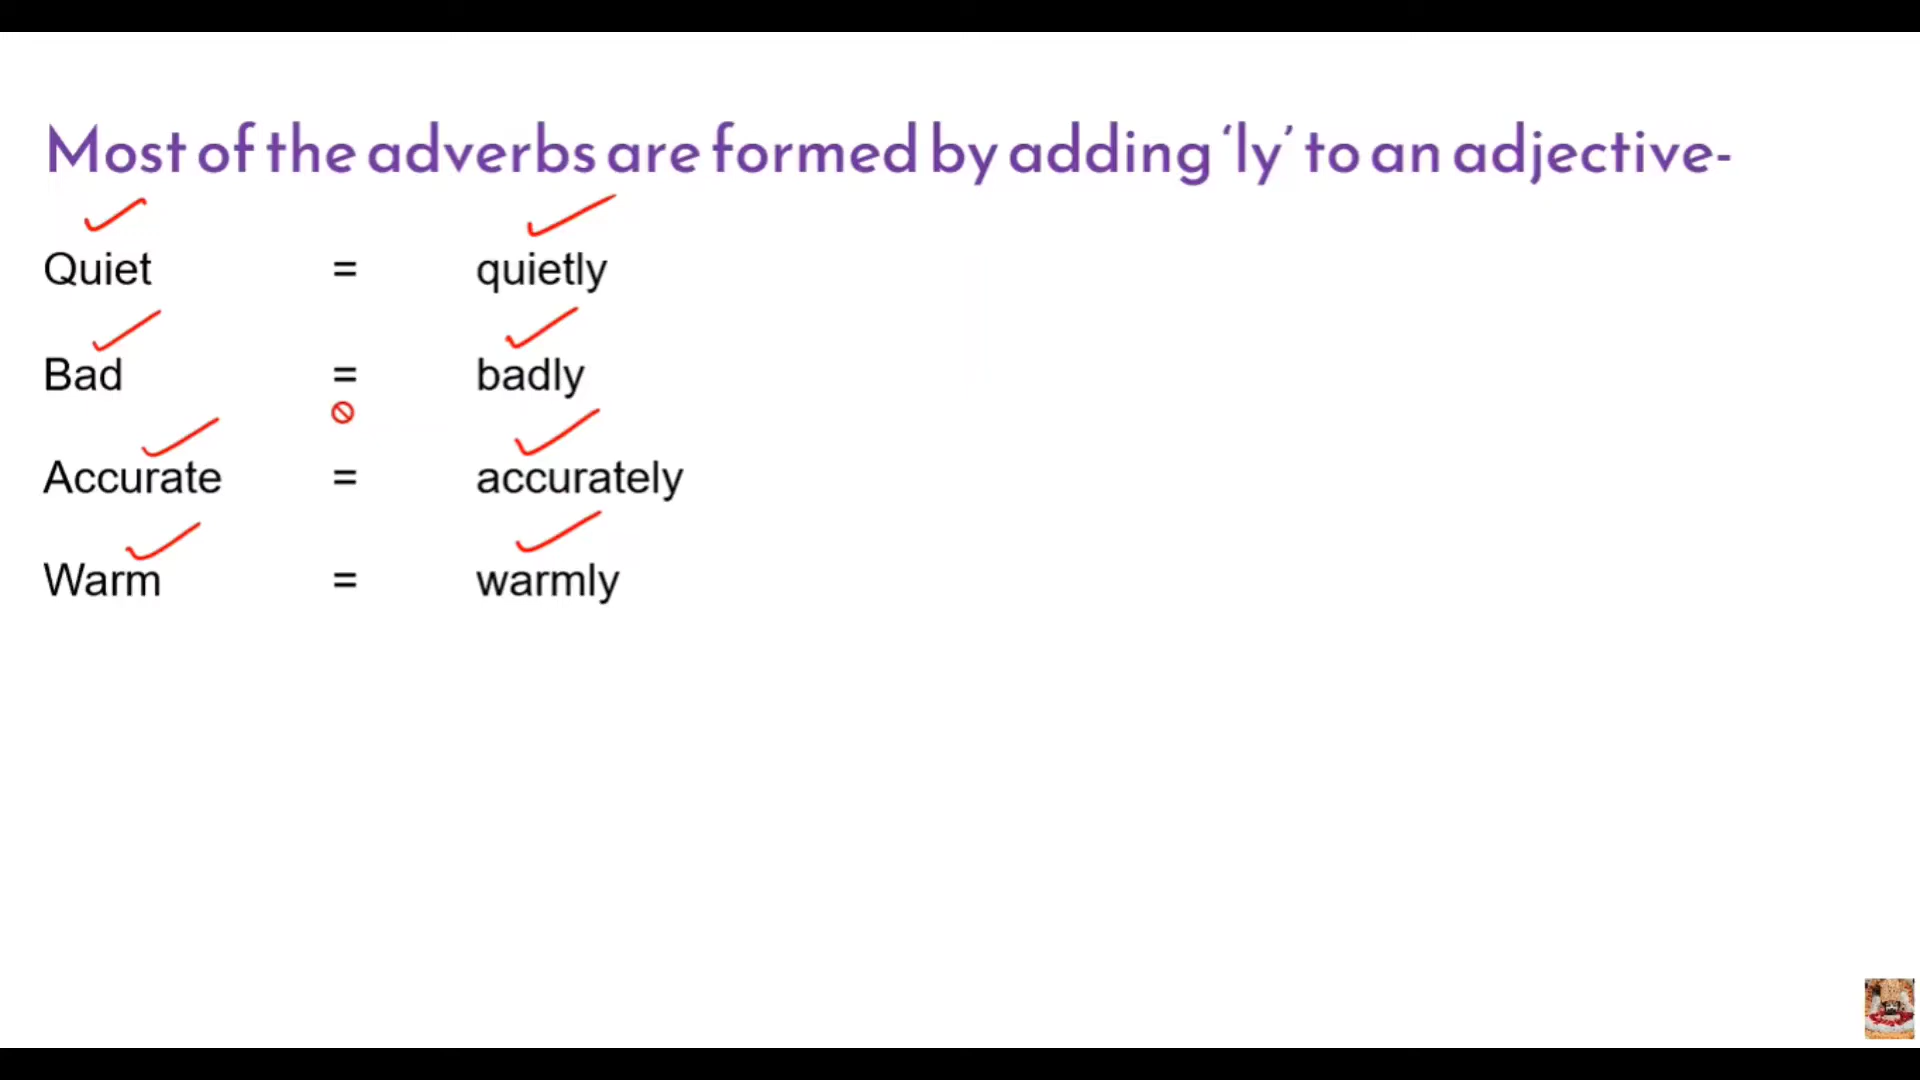 Most of the adverbs are formed by adding ‘ly’ to an adjective-
Quiet = quietly
Bad = badly
Accurate = accurately
Warm = warmly